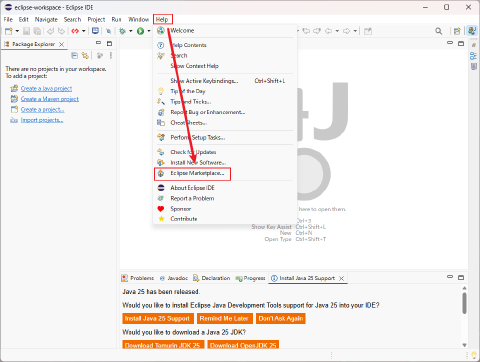 eclipse-workspace - Eclipse IDE
File Edit Navigate Search Project Run Window Help
Package Explorer
There are no projects in your workspace.
To add a project:
Create a Java project
Create a Maven project
Create a project...
Import projects...
Welcome
Help Contents
Search
Show Context Help
Show Active Keybindings... Ctrl+Shift+L
Tip of the Day
Tips and Tricks...
Report Bug or Enhancement...
Cheat Sheets...
Perform Setup Tasks...
Check for Updates
Install New Software...
Eclipse Marketplace...
About Eclipse IDE
Report a Problem
Sponsor
Contribute
here to open them.
Show Key Assist Ctrl+Shift+L
New Ctrl+N
Open Type Ctrl+Shift+T
Problems Javadoc Declaration Progress Install Java 25 Support
Java 25 has been released.
Would you like to install Eclipse Java Development Tools support for Java 25 into your IDE?
Install Java 25 Support Remind Me Later Don't Ask Again
Would you like to download a Java 25 JDK?
Download Temurin JDK 25 Download OpenJDK 25